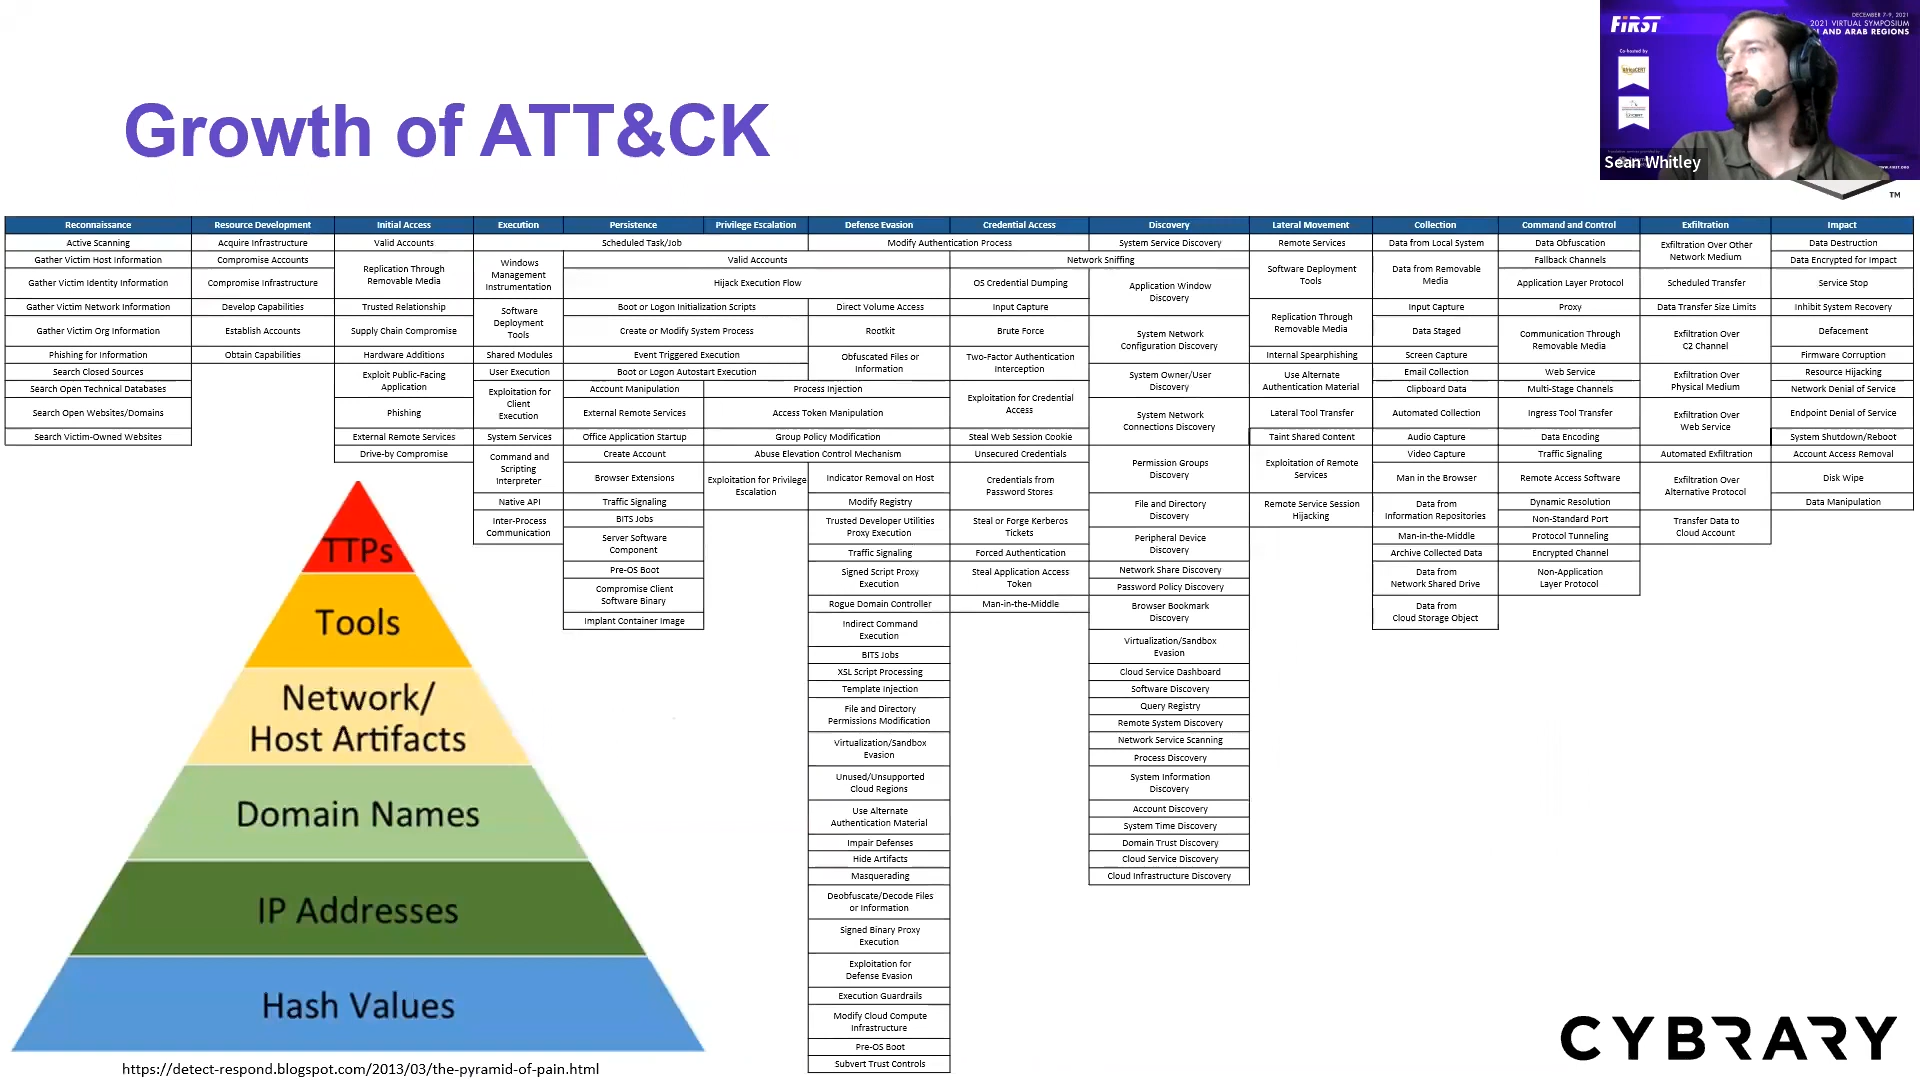 Growth of ATT&CK
FIRST
DECEMBER 7-9, 2021
2021 VIRTUAL SYMPOSIUM
AND ARAB REGIONS
Co-hosted by
Sean Whitley
WWW.FIRST.ORG
TM
Reconnaissance
Active Scanning
Gather Victim Host Information
Gather Victim Identity Information
Gather Victim Network Information
Gather Victim Org Information
Phishing for Information
Search Closed Sources
Search Open Technical Databases
Search Open Websites/Domains
Search Victim-Owned Websites
Resource Development
Acquire Infrastructure
Compromise Accounts
Compromise Infrastructure
Develop Capabilities
Establish Accounts
Obtain Capabilities
Initial Access
Valid Accounts
Replication Through
Removable Media
Trusted Relationship
Supply Chain Compromise
Hardware Additions
Exploit Public-Facing
Application
Phishing
External Remote Services
Drive-by Compromise
Execution
Scheduled Task/Job
Windows
Management
Instrumentation
Software
Deployment
Tools
Shared Modules
User Execution
Exploitation for
Client
Execution
System Services
Command and
Scripting
Interpreter
Native API
Inter-Process
Communication
Persistence
Valid Accounts
Hijack Execution Flow
Boot or Logon Initialization Scripts
Create or Modify System Process
Event Triggered Execution
Boot or Logon Autostart Execution
Account Manipulation
External Remote Services
Office Application Startup
Create Account
Browser Extensions
Traffic Signaling
BITS Jobs
Server Software
Component
Pre-OS Boot
Compromise Client
Software Binary
Implant Container Image
Privilege Escalation
Process Injection
Access Token Manipulation
Group Policy Modification
Abuse Elevation Control Mechanism
Exploitation for Privilege
Escalation
Defense Evasion
Modify Authentication Process
Direct Volume Access
Rootkit
Obfuscated Files or
Information
Indicator Removal on Host
Modify Registry
Trusted Developer Utilities
Proxy Execution
Traffic Signaling
Signed Script Proxy
Execution
Rogue Domain Controller
Indirect Command
Execution
BITS Jobs
XSL Script Processing
Template Injection
File and Directory
Permissions Modification
Virtualization/Sandbox
Evasion
Unused/Unsupported
Cloud Regions
Use Alternate
Authentication Material
Impair Defenses
Hide Artifacts
Masquerading
Deobfuscate/Decode Files
or Information
Signed Binary Proxy
Execution
Exploitation for
Defense Evasion
Execution Guardrails
Modify Cloud Compute
Infrastructure
Pre-OS Boot
Subvert Trust Controls
Credential Access
Network Sniffing
OS Credential Dumping
Input Capture
Brute Force
Two-Factor Authentication
Interception
Exploitation for Credential
Access
Steal Web Session Cookie
Unsecured Credentials
Credentials from
Password Stores
Steal or Forge Kerberos
Tickets
Forced Authentication
Steal Application Access
Token
Man-in-the-Middle
Discovery
System Service Discovery
Application Window
Discovery
System Network
Configuration Discovery
System Owner/User
Discovery
System Network
Connections Discovery
Permission Groups
Discovery
File and Directory
Discovery
Peripheral Device
Discovery
Network Share Discovery
Password Policy Discovery
Browser Bookmark
Discovery
Virtualization/Sandbox
Evasion
Cloud Service Dashboard
Software Discovery
Query Registry
Remote System Discovery
Network Service Scanning
Process Discovery
System Information
Discovery
Account Discovery
System Time Discovery
Domain Trust Discovery
Cloud Service Discovery
Cloud Infrastructure Discovery
Lateral Movement
Remote Services
Software Deployment
Tools
Replication Through
Removable Media
Internal Spearphishing
Use Alternate
Authentication Material
Lateral Tool Transfer
Taint Shared Content
Exploitation of Remote
Services
Remote Service Session
Hijacking
Collection
Data from Local System
Data from Removable
Media
Input Capture
Data Staged
Screen Capture
Email Collection
Clipboard Data
Automated Collection
Audio Capture
Video Capture
Man in the Browser
Data from
Information Repositories
Man-in-the-Middle
Archive Collected Data
Data from
Network Shared Drive
Data from
Cloud Storage Object
Command and Control
Data Obfuscation
Fallback Channels
Application Layer Protocol
Proxy
Communication Through
Removable Media
Web Service
Multi-Stage Channels
Ingress Tool Transfer
Data Encoding
Traffic Signaling
Remote Access Software
Dynamic Resolution
Non-Standard Port
Protocol Tunneling
Encrypted Channel
Non-Application
Layer Protocol
Exfiltration
Exfiltration Over Other
Network Medium
Scheduled Transfer
Data Transfer Size Limits
Exfiltration Over
C2 Channel
Exfiltration Over
Physical Medium
Exfiltration Over
Web Service
Automated Exfiltration
Exfiltration Over
Alternative Protocol
Transfer Data to
Cloud Account
Impact
Data Destruction
Data Encrypted for Impact
Service Stop
Inhibit System Recovery
Defacement
Firmware Corruption
Resource Hijacking
Network Denial of Service
Endpoint Denial of Service
System Shutdown/Reboot
Account Access Removal
Disk Wipe
Data Manipulation
TTPs
Tools
Network/
Host Artifacts
Domain Names
IP Addresses
Hash Values
https://detect-respond.blogspot.com/2013/03/the-pyramid-of-pain.html
CYBRARY